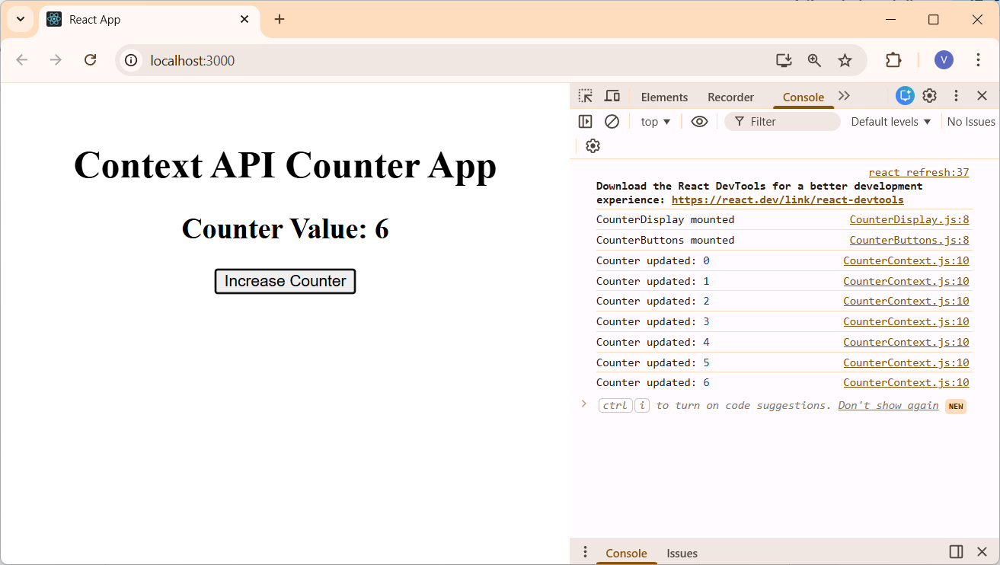 React App
localhost:3000
V
Context API Counter App
Counter Value: 6
Increase Counter
Elements Recorder Console
top Filter Default levels No Issues
react refresh:37
Download the React DevTools for a better development
experience: https://react.dev/link/react-devtools
CounterDisplay mounted CounterDisplay.js:8
CounterButtons mounted CounterButtons.js:8
Counter updated: 0 CounterContext.js:10
Counter updated: 1 CounterContext.js:10
Counter updated: 2 CounterContext.js:10
Counter updated: 3 CounterContext.js:10
Counter updated: 4 CounterContext.js:10
Counter updated: 5 CounterContext.js:10
Counter updated: 6 CounterContext.js:10
ctrl i to turn on code suggestions. Don't show again NEW
Console Issues